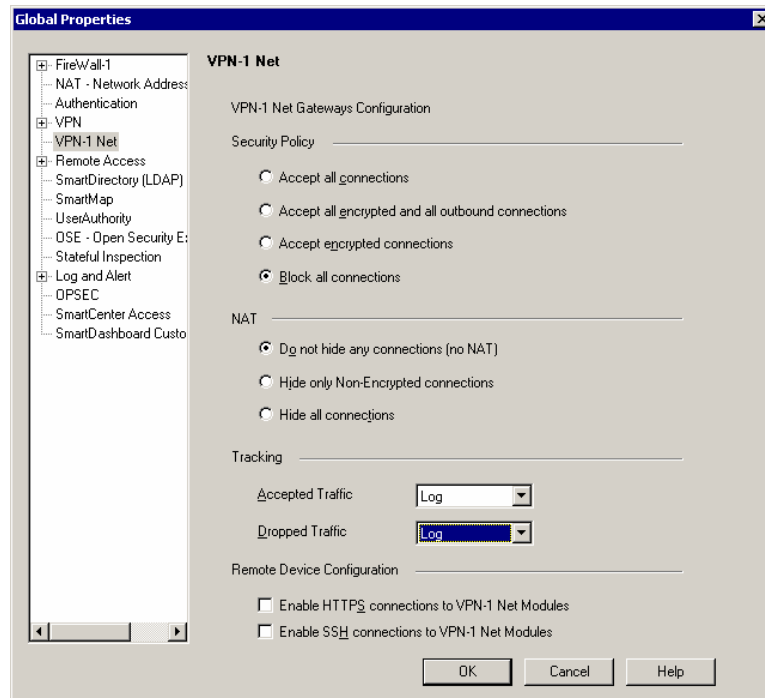 Global Properties
FireWall-1
NAT - Network Address
Authentication
VPN
VPN-1 Net
Remote Access
SmartDirectory (LDAP)
SmartMap
UserAuthority
OSE - Open Security E
Stateful Inspection
Log and Alert
OPSEC
SmartCenter Access
SmartDashboard Custo
VPN-1 Net
VPN-1 Net Gateways Configuration
Security Policy
Accept all connections
Accept all encrypted and all outbound connections
Accept encrypted connections
Block all connections
NAT
Do not hide any connections (no NAT)
Hide only Non-Encrypted connections
Hide all connections
Tracking
Accepted Traffic Log
Dropped Traffic Log
Remote Device Configuration
Enable HTTPS connections to VPN-1 Net Modules
Enable SSH connections to VPN-1 Net Modules
OK Cancel Help